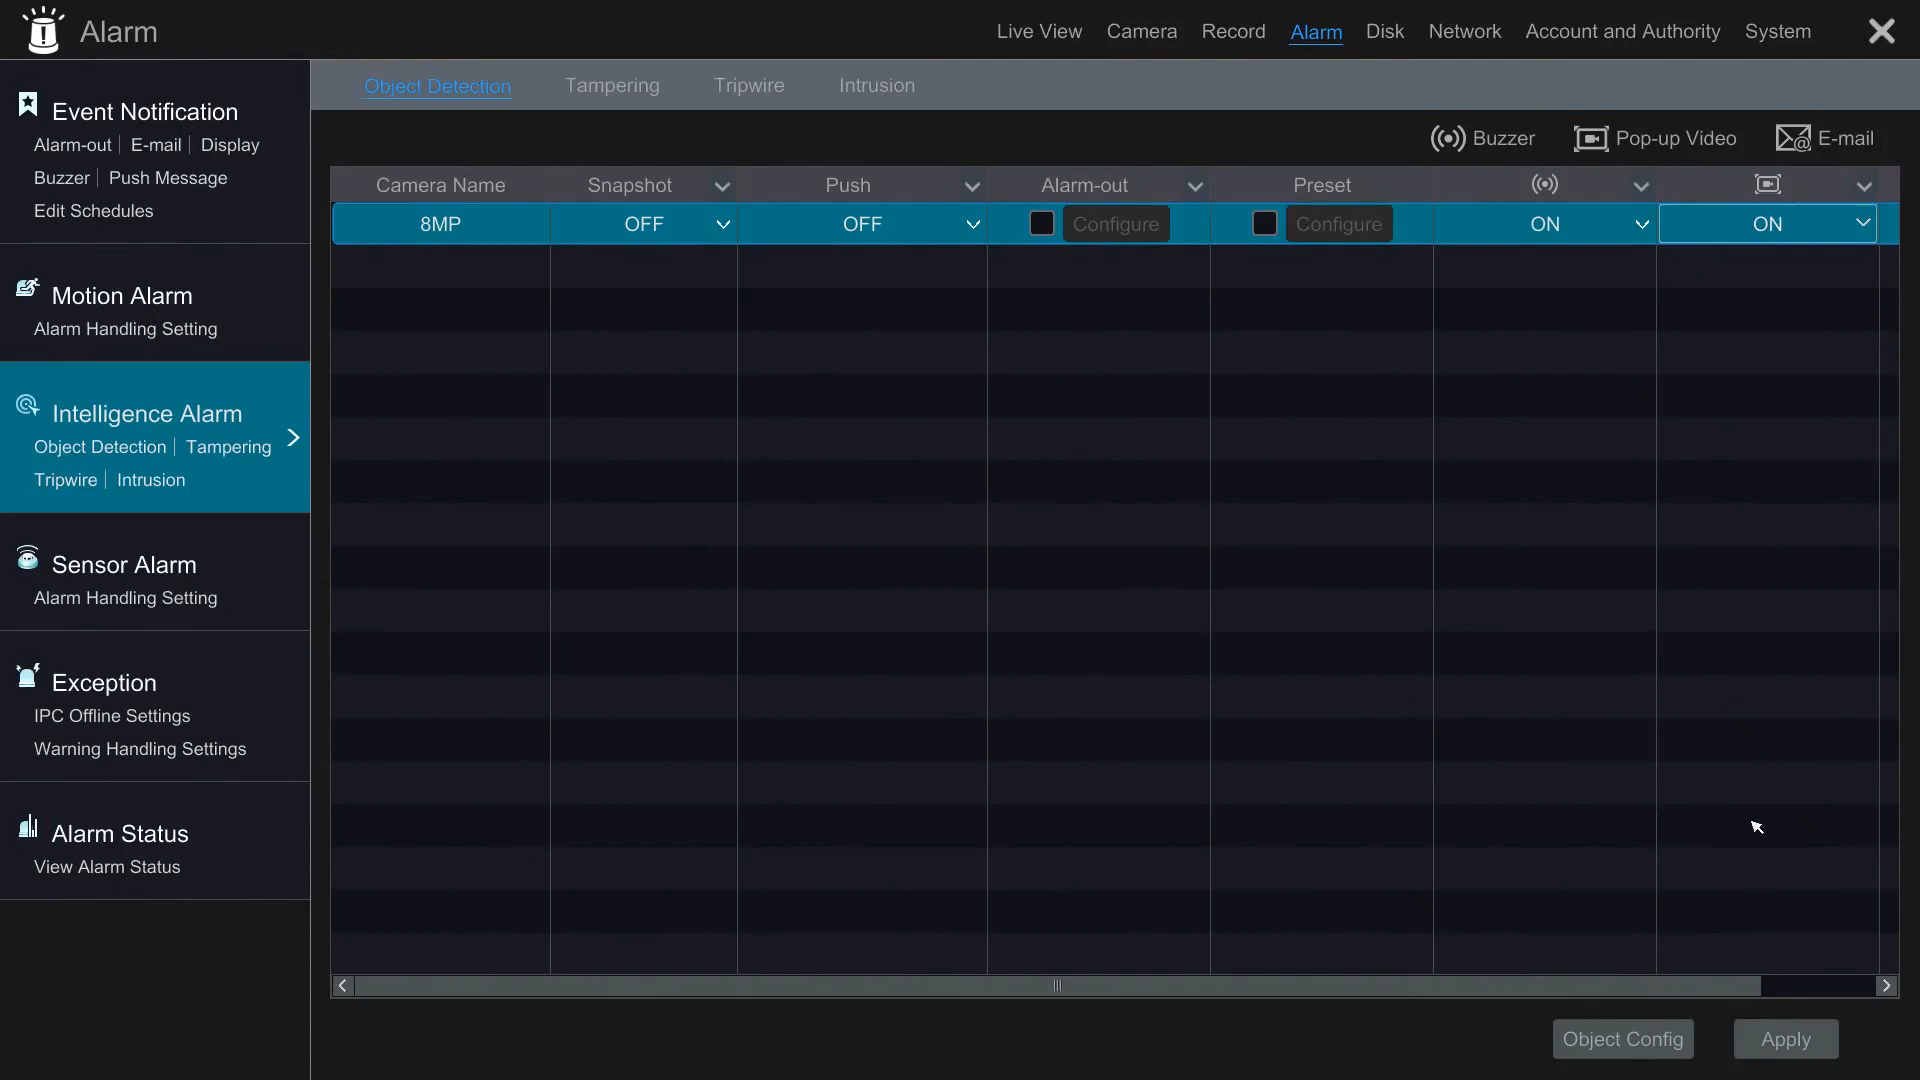 Alarm
Live View Camera Record Alarm Disk Network Account and Authority System
Object Detection Tampering Tripwire Intrusion
Event Notification
Alarm-out E-mail Display
Buzzer Push Message
Edit Schedules
Motion Alarm
Alarm Handling Setting
Intelligence Alarm
Object Detection Tampering
Tripwire Intrusion
Sensor Alarm
Alarm Handling Setting
Exception
IPC Offline Settings
Warning Handling Settings
Alarm Status
View Alarm Status
Buzzer Pop-up Video E-mail
Camera Name Snapshot Push Alarm-out Preset
8MP OFF OFF Configure Configure ON ON
Object Config Apply